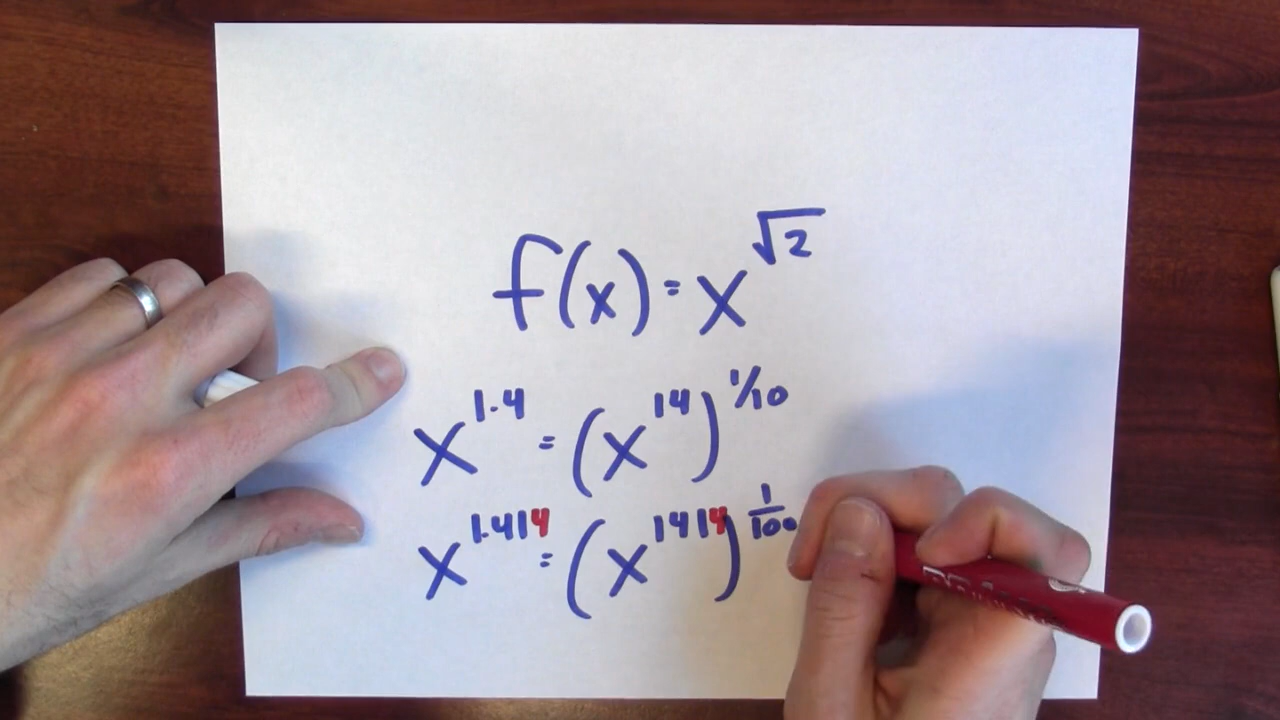 f(x) = x^√2
x^1.4 = (x^14)^1/10
x^1.414 = (x^1414)^1/100